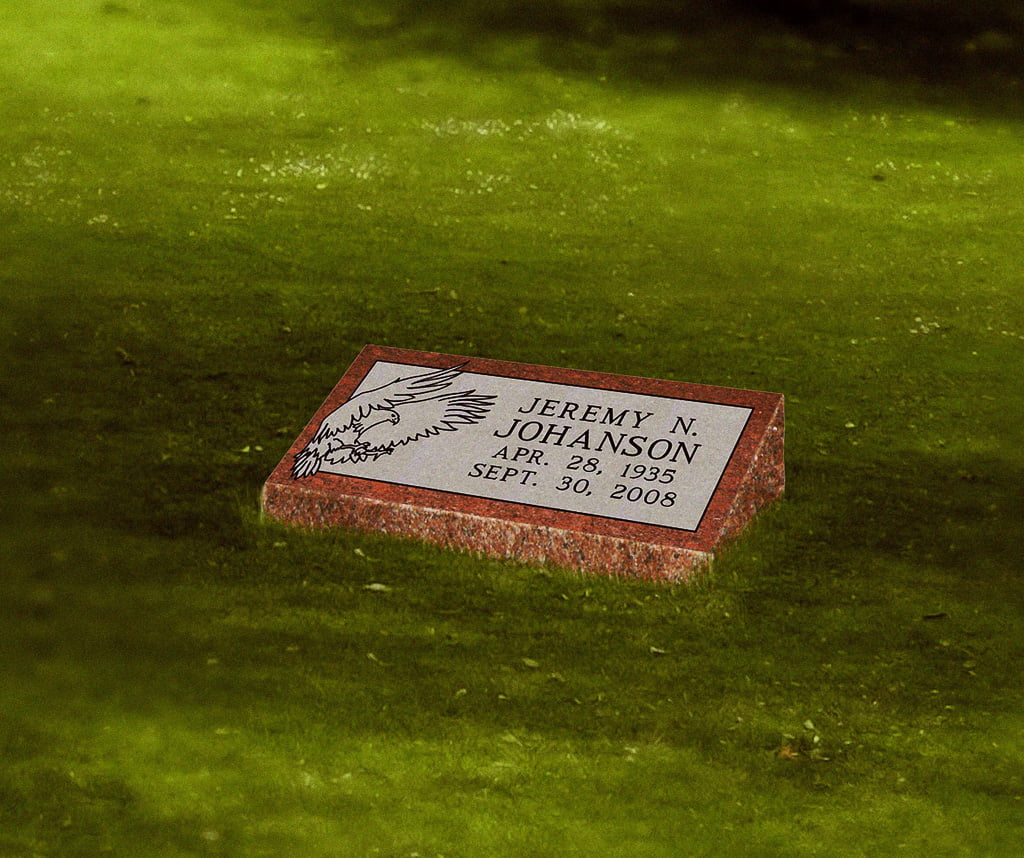 JEREMY N.
JOHANSON
APR. 28, 1935
SEPT. 30, 2008